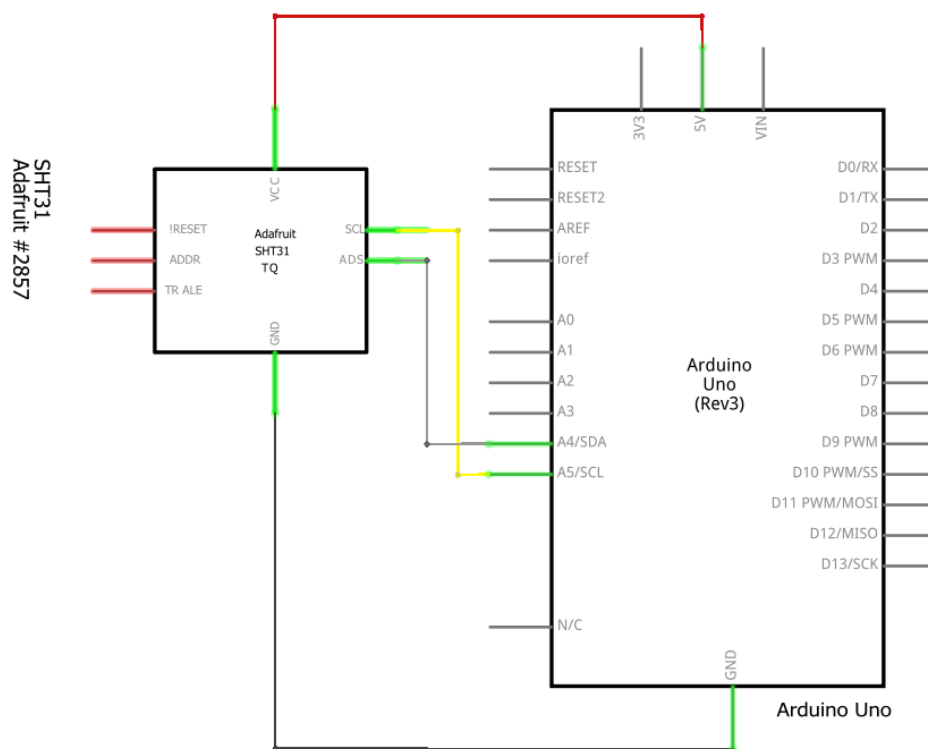 SHT31
Adafruit #2857
VCC
!RESET
ADDR
TR ALE
Adafruit
SHT31
TQ
SCL
ADS
GND
3V3
5V
VIN
RESET
RESET2
AREF
ioref
A0
A1
A2
A3
A4/SDA
A5/SCL
N/C
Arduino
Uno
(Rev3)
D0/RX
D1/TX
D2
D3 PWM
D4
D5 PWM
D6 PWM
D7
D8
D9 PWM
D10 PWM/SS
D11 PWM/MOSI
D12/MISO
D13/SCK
GND
Arduino Uno